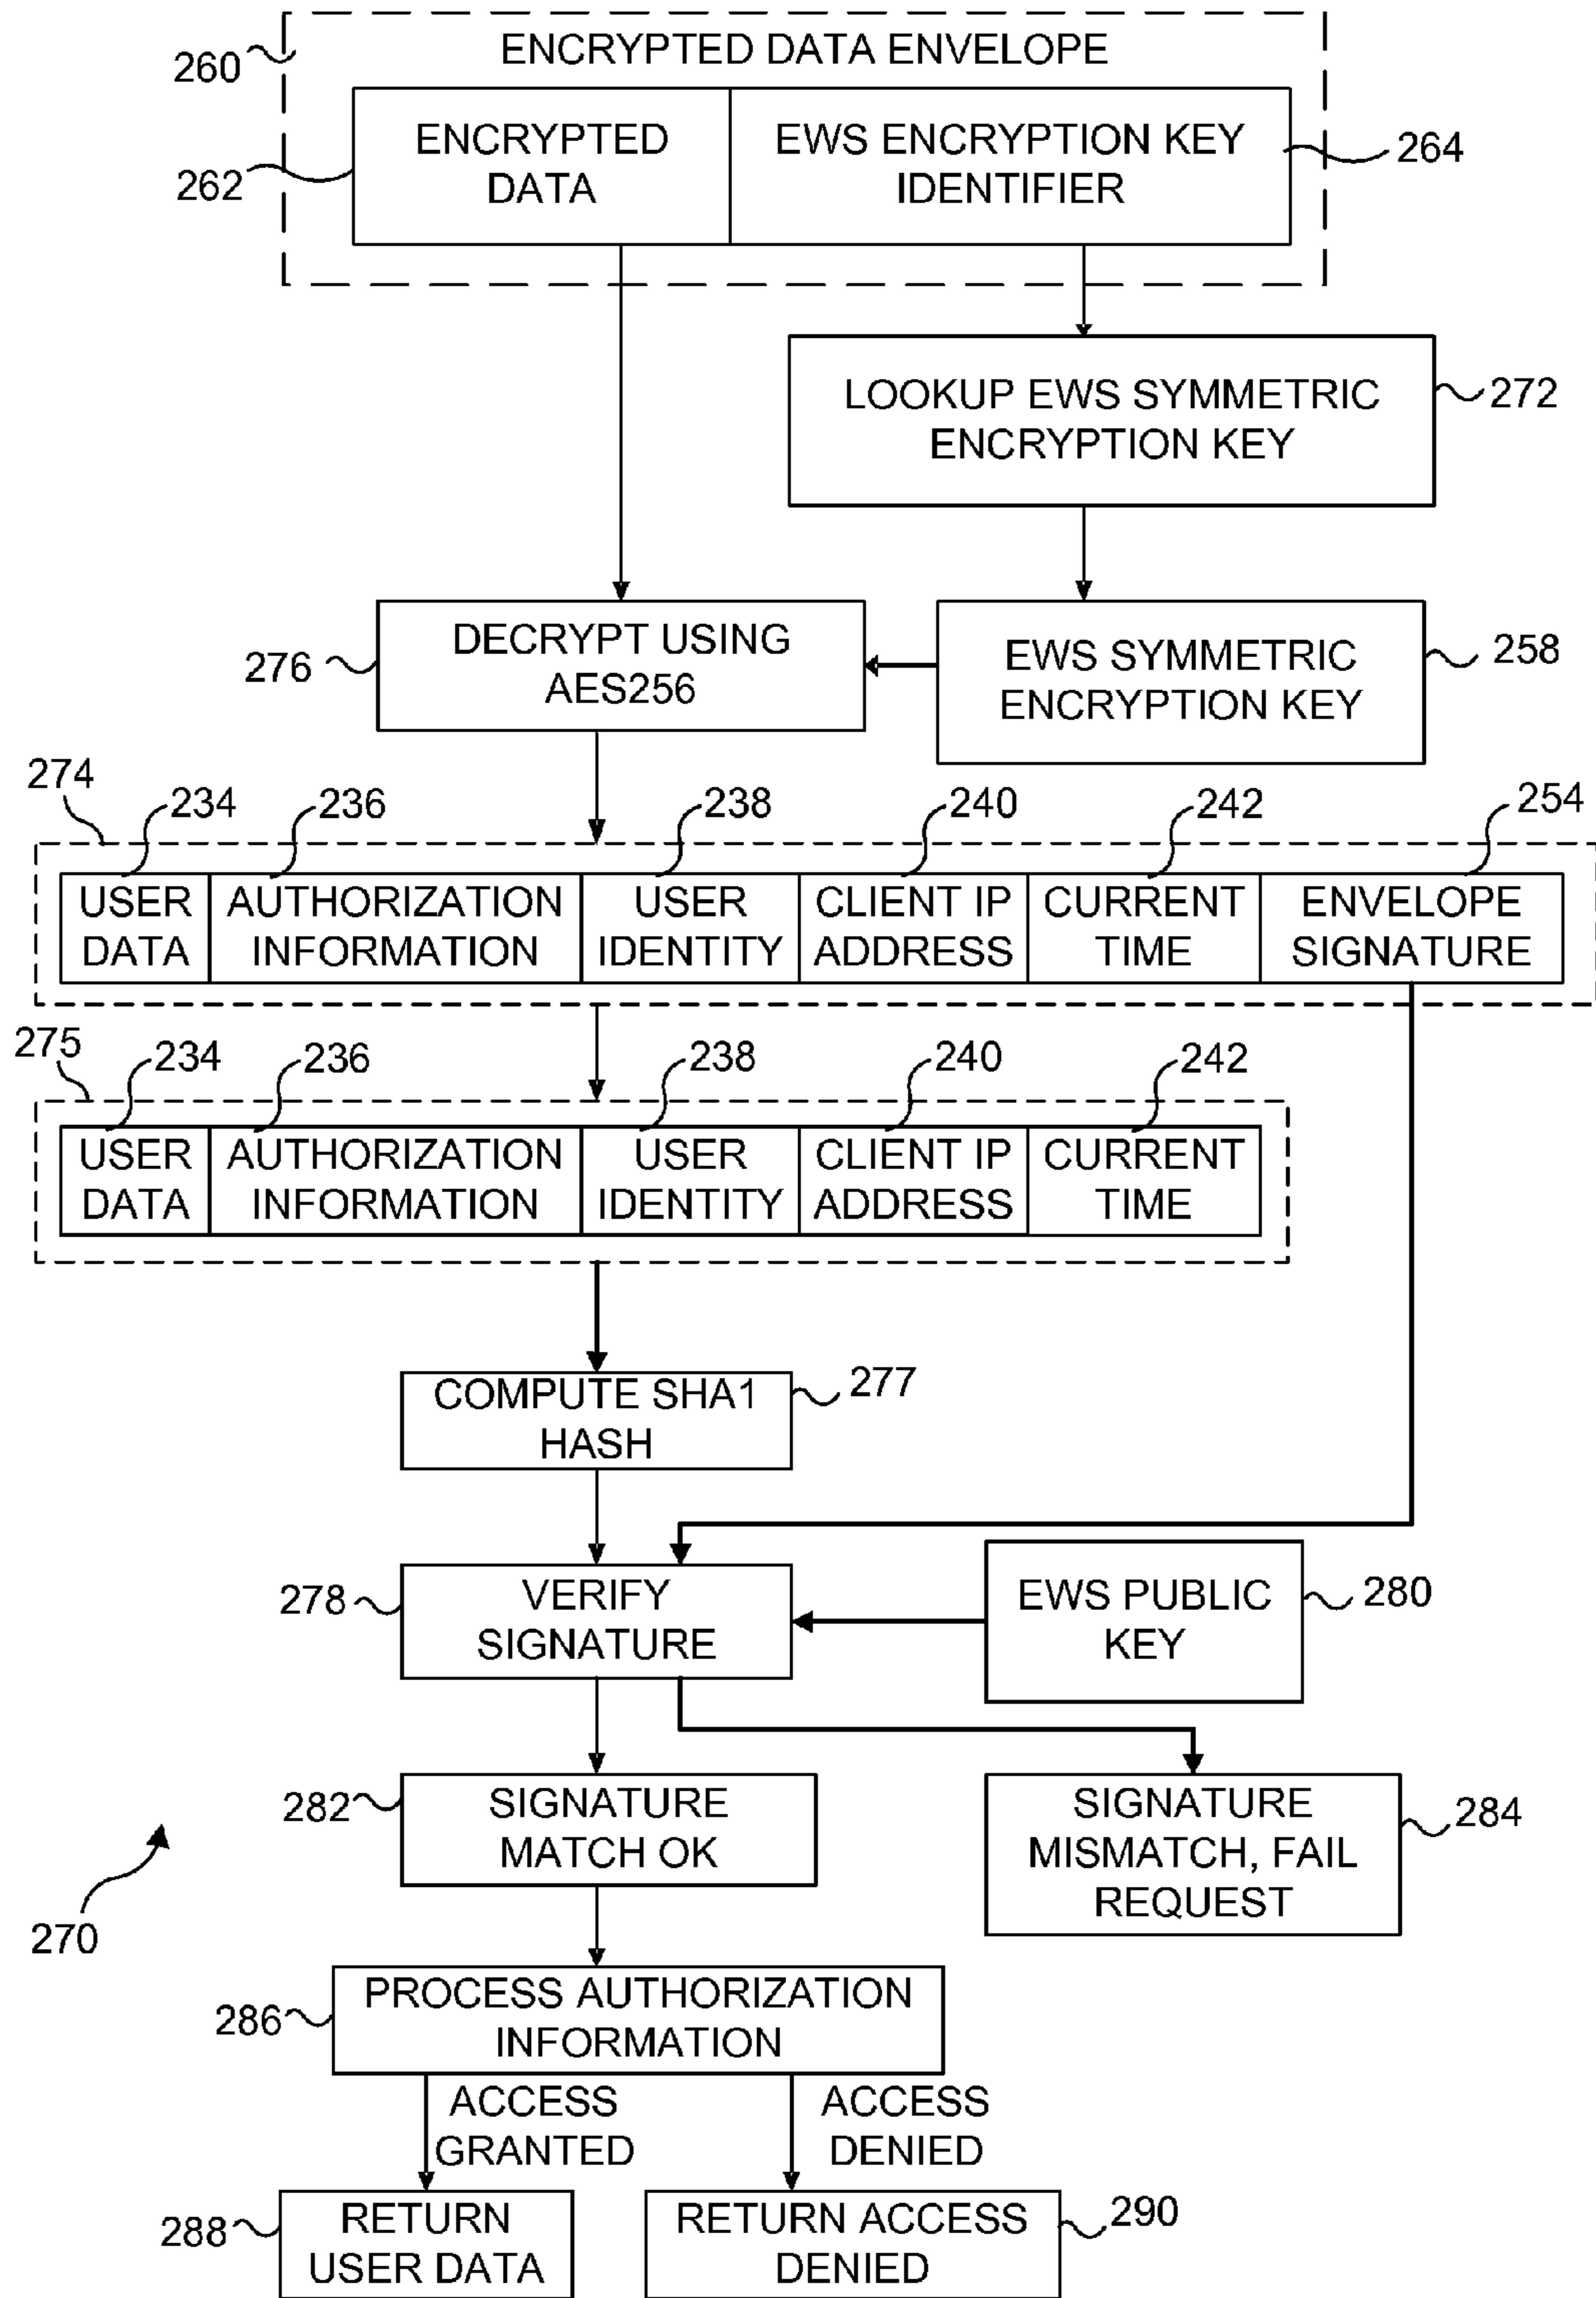 ENCRYPTED DATA ENVELOPE
260
ENCRYPTED
DATA
EWS ENCRYPTION KEY
IDENTIFIER
262
264
LOOKUP EWS SYMMETRIC
ENCRYPTION KEY
272
DECRYPT USING
AES256
276
EWS SYMMETRIC
ENCRYPTION KEY
258
274
234
236
238
240
242
254
USER
DATA
AUTHORIZATION
INFORMATION
USER
IDENTITY
CLIENT IP
ADDRESS
CURRENT
TIME
ENVELOPE
SIGNATURE
275
234
236
238
240
242
USER
DATA
AUTHORIZATION
INFORMATION
USER
IDENTITY
CLIENT IP
ADDRESS
CURRENT
TIME
COMPUTE SHA1
HASH
277
278
VERIFY
SIGNATURE
EWS PUBLIC
KEY
280
282
SIGNATURE
MATCH OK
SIGNATURE
MISMATCH, FAIL
REQUEST
284
270
286
PROCESS AUTHORIZATION
INFORMATION
ACCESS
GRANTED
ACCESS
DENIED
288
RETURN
USER DATA
RETURN ACCESS
DENIED
290